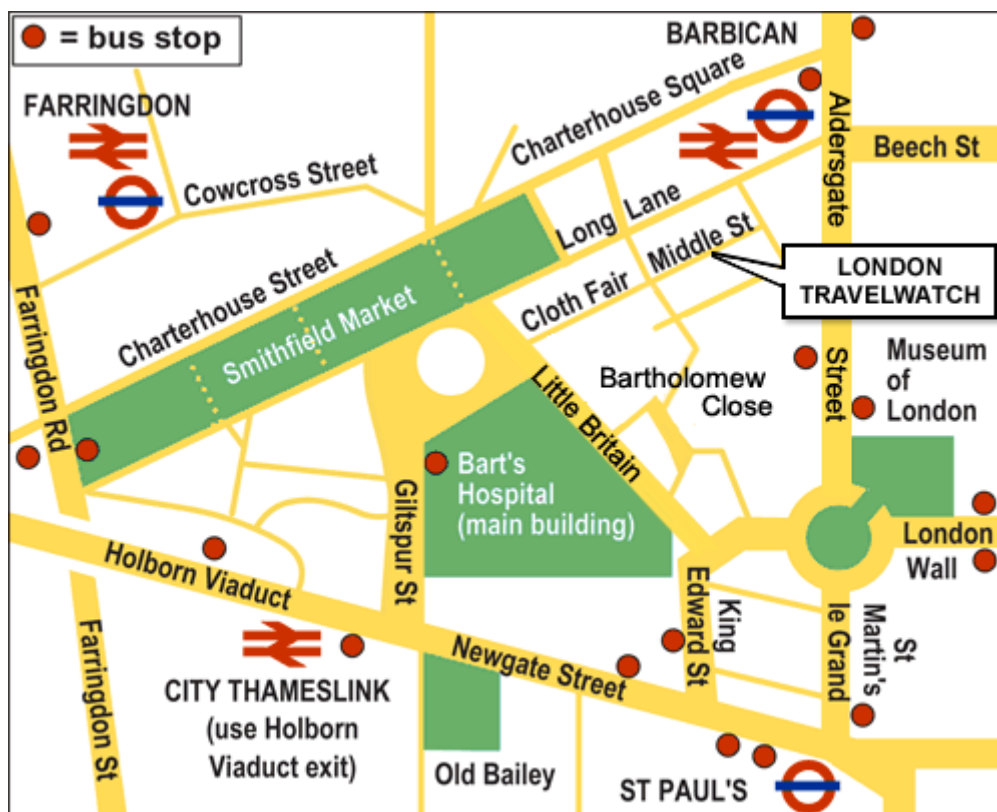 = bus stop
BARBICAN
FARRINGDON
Charterhouse Square
Aldersgate
Street
Beech St
Cowcross Street
Long Lane
Middle St
LONDON
TRAVELWATCH
Charterhouse Street
Cloth Fair
Smithfield Market
Farringdon Rd
Little Britain
Bartholomew
Close
Museum
of
London
Bart's
Hospital
(main building)
Giltspur St
Holborn Viaduct
London
Wall
King
Edward St
St
Martin's
le Grand
Farringdon St
Newgate Street
CITY THAMESLINK
(use Holborn
Viaduct exit)
Old Bailey
ST PAUL'S